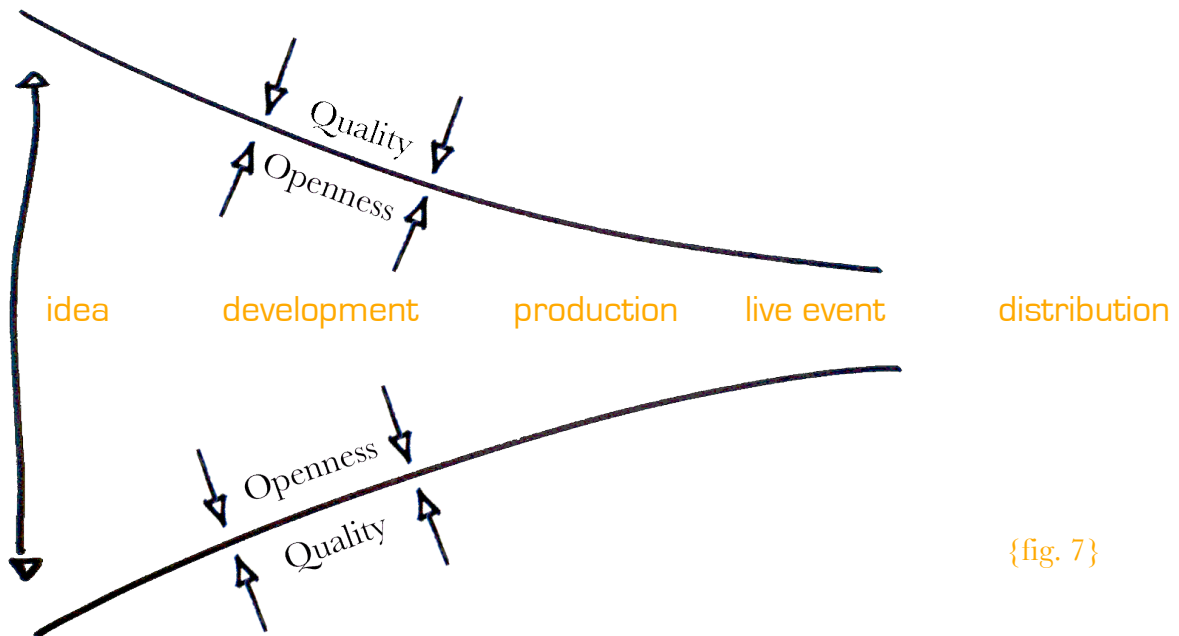 Quality
Openness
idea development production live event distribution
Openness
Quality
{fig. 7}